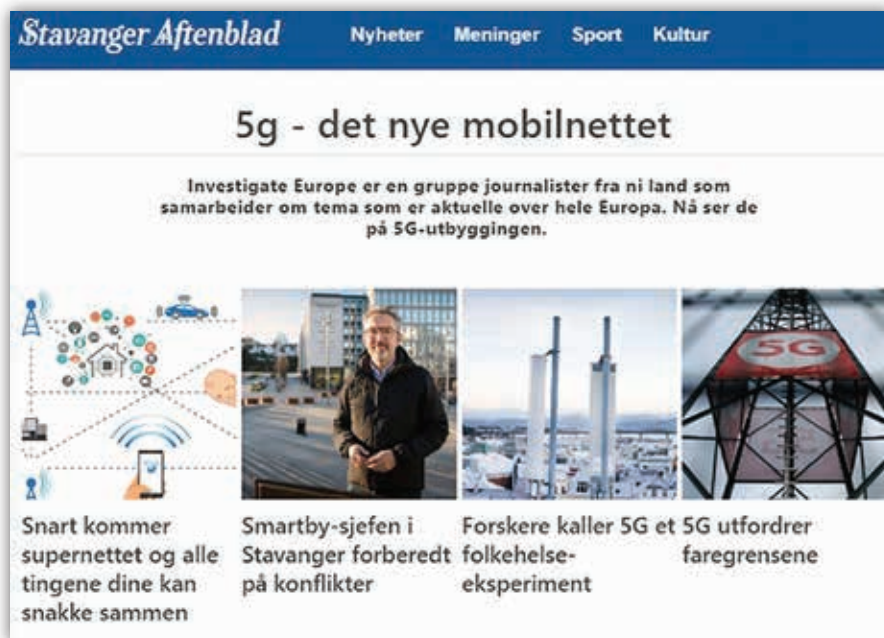 Stavanger Aftenblad
Nyheter Meninger Sport Kultur
5g - det nye mobilnettet
Investigate Europe er en gruppe journalister fra ni land som
samarbeider om tema som er aktuelle over hele Europa. Nå ser de
på 5G-utbyggingen.
5G
Snart kommer
supernettet og alle
tingene dine kan
snakke sammen
Smartby-sjefen i
Stavanger forberedt
på konflikter
Forskere kaller 5G et
folkehelse-
eksperiment
5G utfordrer
faregrensene